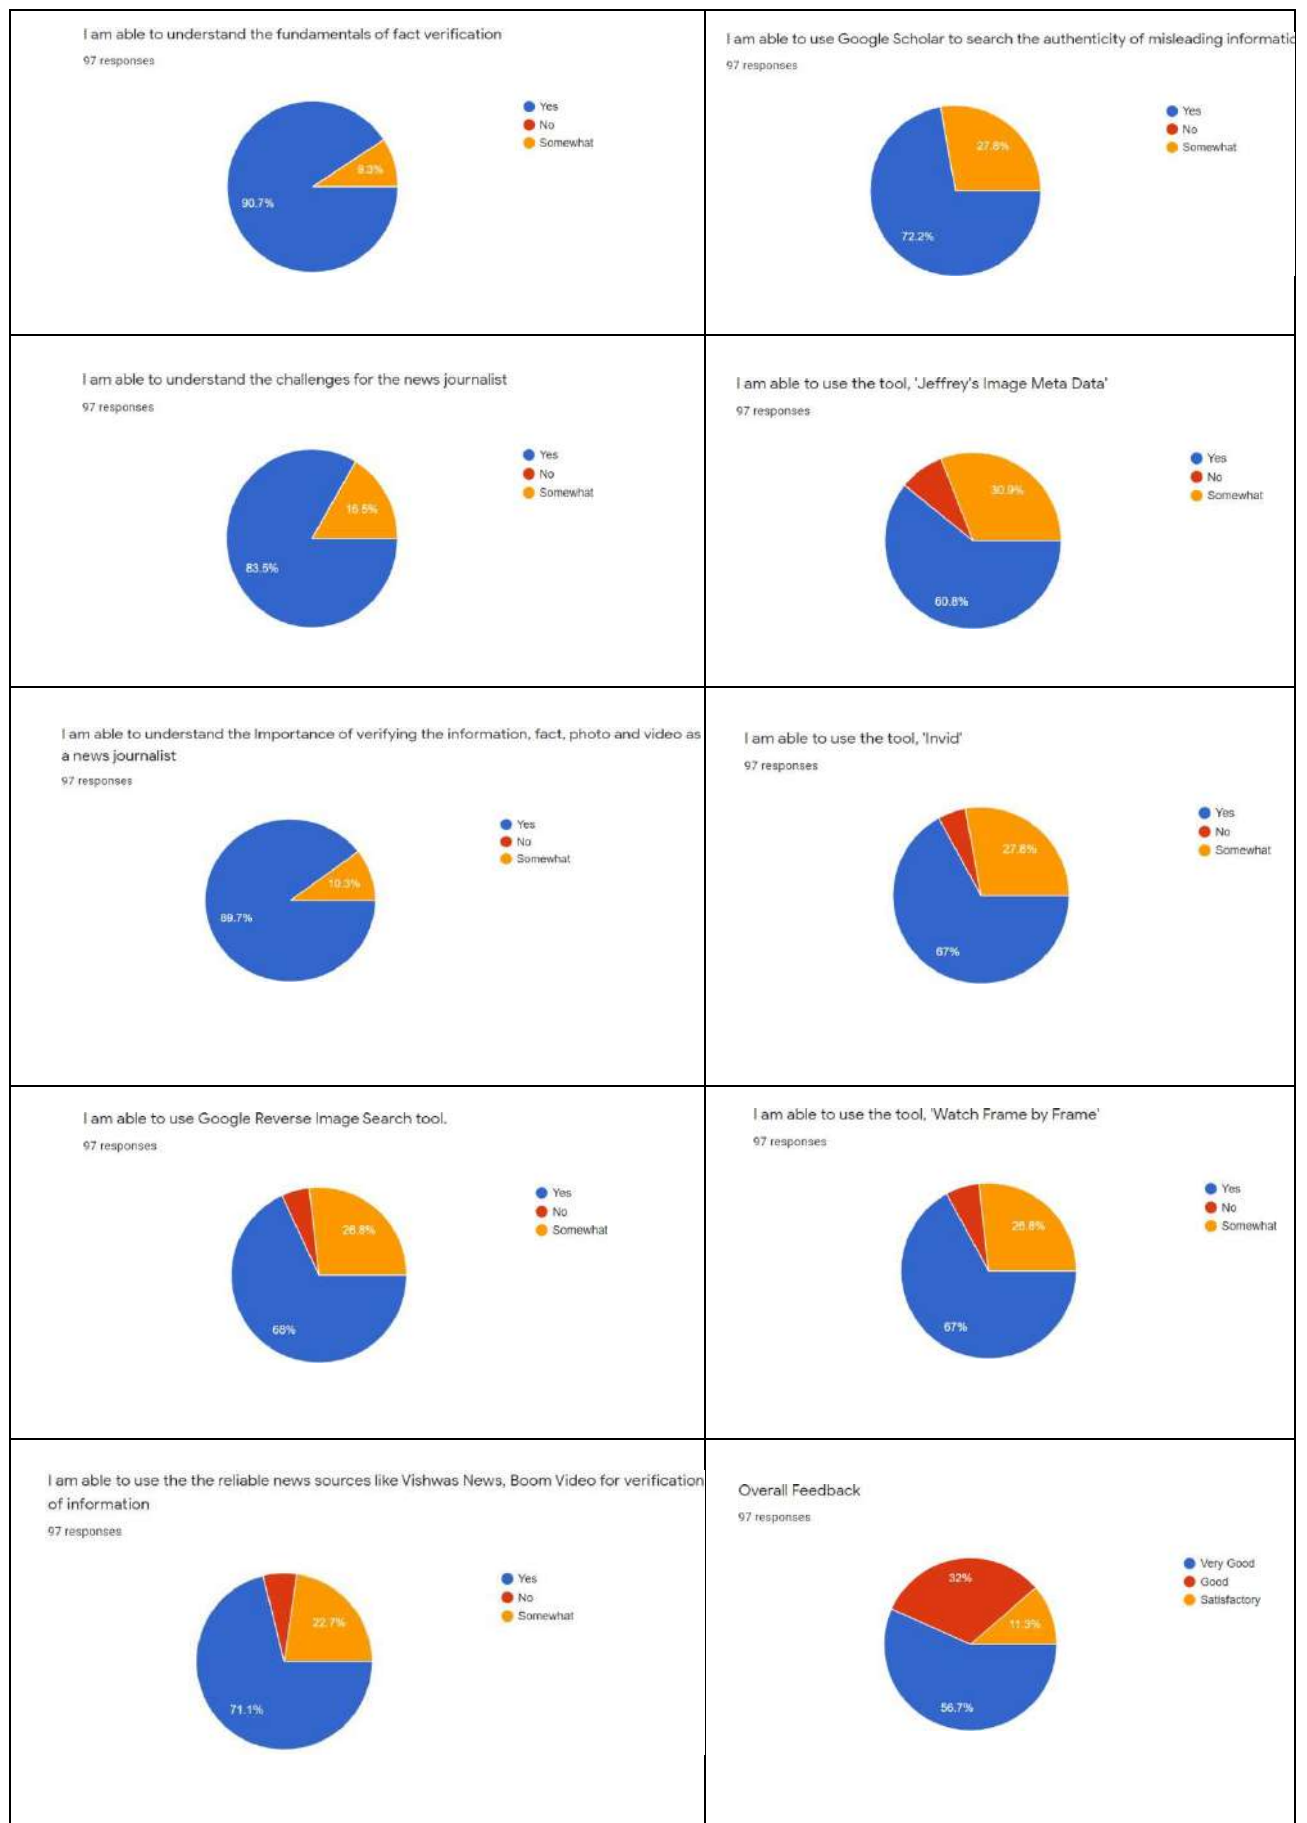 I am able to understand the fundamentals of fact verification
97 responses
Yes
No
Somewhat
9.3%
90.7%
I am able to use Google Scholar to search the authenticity of misleading informatic
97 responses
Yes
No
Somewhat
27.8%
72.2%
I am able to understand the challenges for the news journalist
97 responses
Yes
No
Somewhat
16.5%
83.5%
I am able to use the tool, 'Jeffrey's Image Meta Data'
97 responses
Yes
No
Somewhat
30.9%
60.8%
I am able to understand the Importance of verifying the information, fact, photo and video as
a news journalist
97 responses
Yes
No
Somewhat
10.3%
89.7%
I am able to use the tool, 'Invid'
97 responses
Yes
No
Somewhat
27.8%
67%
I am able to use Google Reverse Image Search tool.
97 responses
Yes
No
Somewhat
26.8%
68%
I am able to use the tool, 'Watch Frame by Frame'
97 responses
Yes
No
Somewhat
26.8%
67%
I am able to use the the reliable news sources like Vishwas News, Boom Video for verification
of information
97 responses
Yes
No
Somewhat
22.7%
71.1%
Overall Feedback
97 responses
Very Good
Good
Satisfactory
32%
11.3%
56.7%